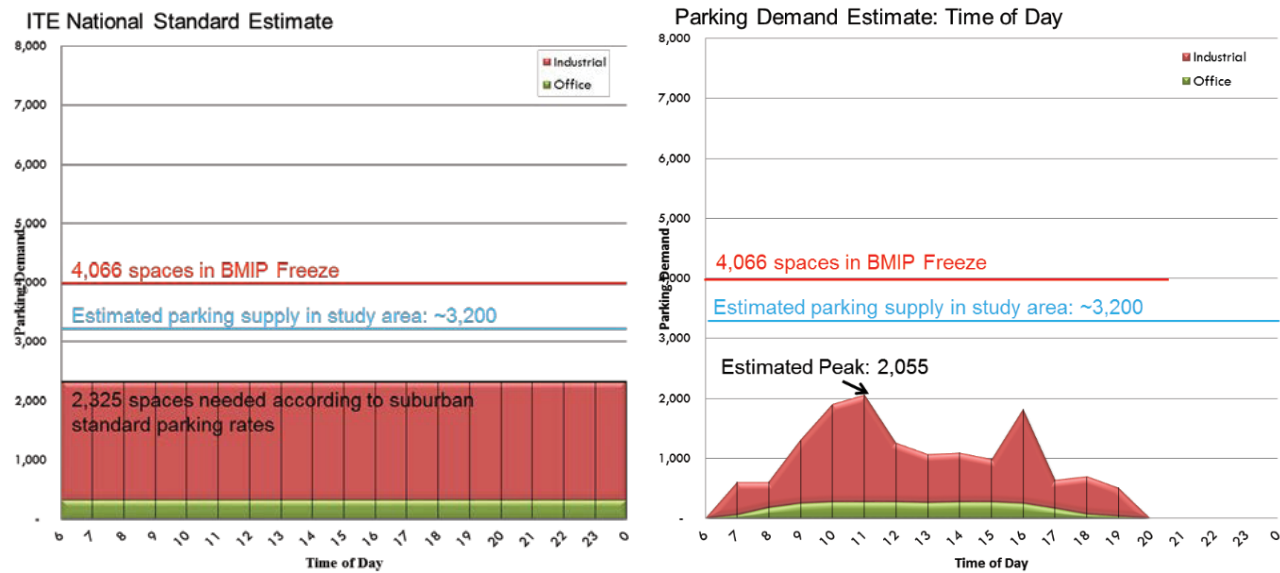 ITE National Standard Estimate
8,000
7,000
6,000
5,000
4,000
3,000
2,000
1,000
-
Parking Demand
Industrial
Office
4,066 spaces in BMIP Freeze
Estimated parking supply in study area: ~3,200
2,325 spaces needed according to suburban
standard parking rates
6 7 8 9 10 11 12 13 14 15 16 17 18 19 20 21 22 23 0
Time of Day
Parking Demand Estimate: Time of Day
8,000
7,000
6,000
5,000
4,000
3,000
2,000
1,000
-
Parking Demand
Industrial
Office
4,066 spaces in BMIP Freeze
Estimated parking supply in study area: ~3,200
Estimated Peak: 2,055
6 7 8 9 10 11 12 13 14 15 16 17 18 19 20 21 22 23 0
Time of Day